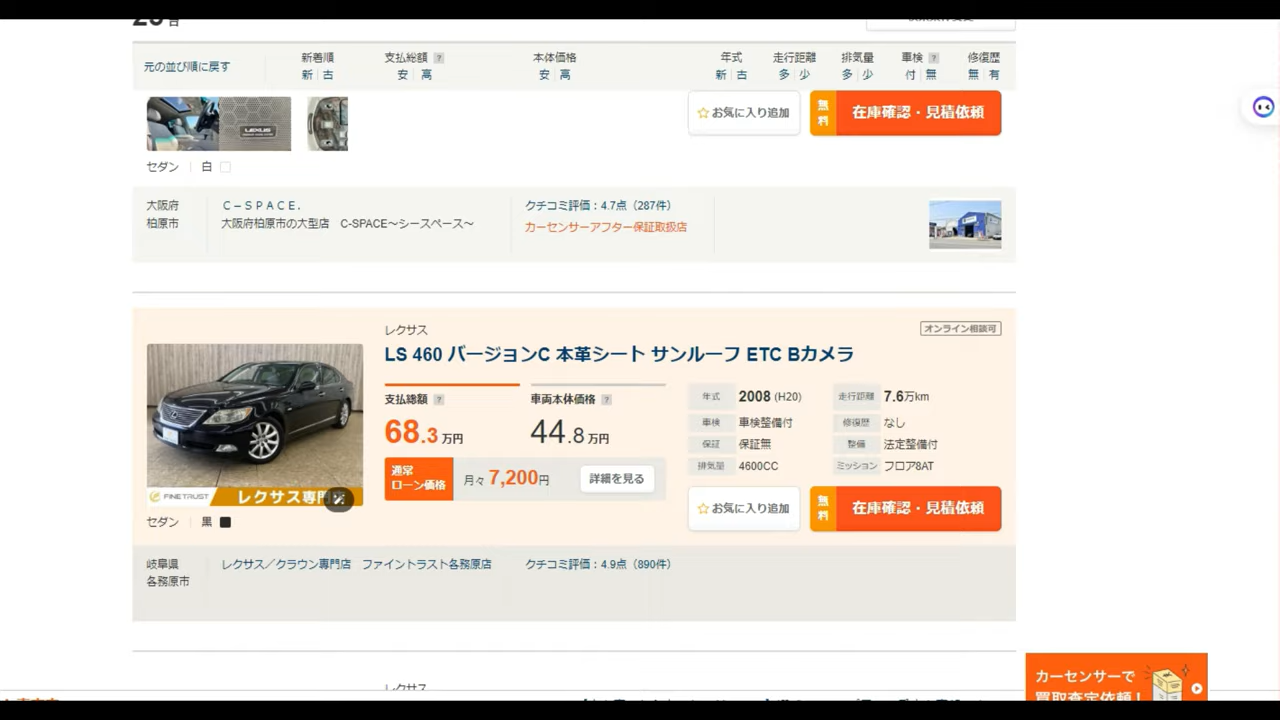 元の並び順に戻す
新着順
新 | 古
支払総額 ?
安 | 高
本体価格
安 | 高
年式
新 | 古
走行距離
多 | 少
排気量
多 | 少
車検 ?
付 | 無
修復歴
無 | 有
LEXUS
☆お気に入り追加
無料
在庫確認・見積依頼
セダン | 白
大阪府
柏原市
C-SPACE.
大阪府柏原市の大型店 C-SPACE〜シースペース〜
クチコミ評価：4.7点（287件）
カーセンサーアフター保証取扱店
レクサス
オンライン相談可
LS 460 バージョンC 本革シート サンルーフ ETC Bカメラ
支払総額 ?
68.3万円
車両本体価格 ?
44.8万円
通常
ローン価格
月々 7,200円
詳細を見る
年式 2008 (H20)
走行距離 7.6万km
車検 車検整備付
修復歴 なし
保証 保証無
整備 法定整備付
排気量 4600CC
ミッション フロア8AT
FINE TRUST
レクサス専門
☆お気に入り追加
無料
在庫確認・見積依頼
セダン | 黒
岐阜県
各務原市
レクサス／クラウン専門店 ファイントラスト各務原店
クチコミ評価：4.9点（890件）
レクサス
カーセンサーで
買取査定依頼！